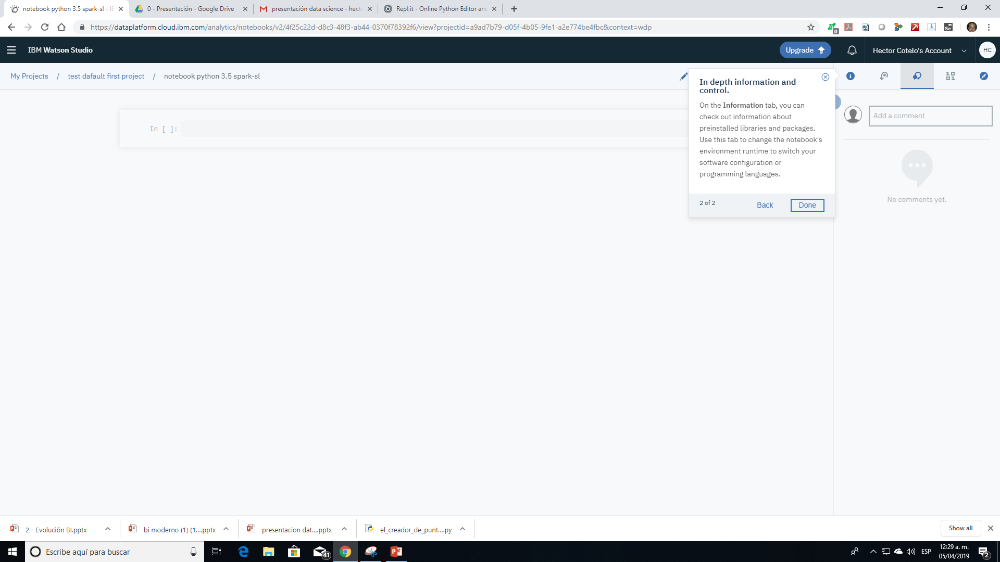 notebook python 3.5 spark-sl - IE
0 - Presentación - Google Drive
presentación data science - hecto
Repl.it - Online Python Editor and
https://dataplatform.cloud.ibm.com/analytics/notebooks/v2/4f25c22d-d8c3-48f3-ab44-0370f78392f6/view?projectid=a9ad7b79-d05f-4b05-9fe1-a2e774be4fbc&context=wdp
0
Se
IBM Watson Studio
Upgrade
Hector Cotelo's Account
HC
My Projects / test dafault first project / notebook python 3.5 spark-sl
In [ ]:
In depth information and
control.
On the Information tab, you can
check out information about
preinstalled libraries and packages.
Use this tab to change the notebook's
environment runtime to switch your
software configuration or
programming languages.
2 of 2
Back
Done
Add a comment
No comments yet.
2 - Evolución BI.pptx
bi moderno (1) (1....pptx
presentacion dat....pptx
el_creador_de_punt....py
Show all
Escribe aquí para buscar
41
ESP
12:29 a. m.
05/04/2019
2